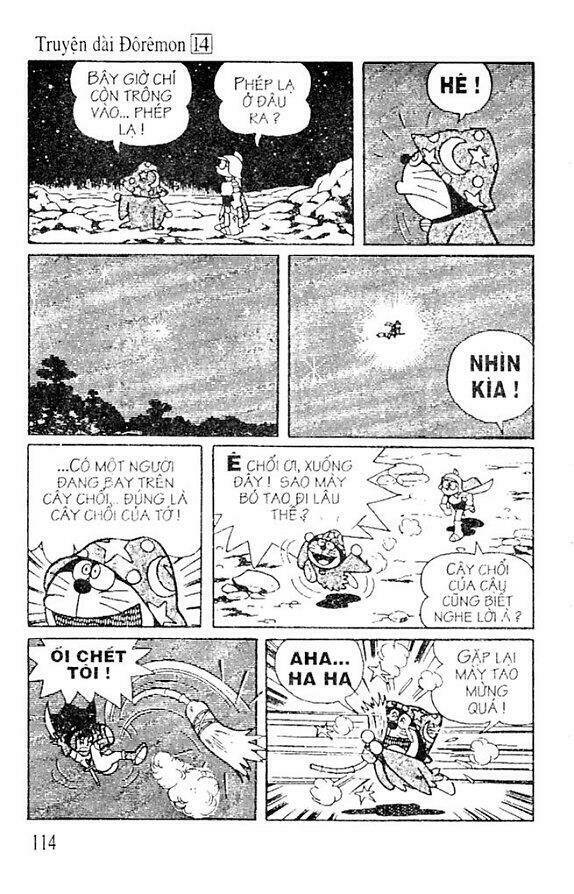 Truyện dài Đôrêmon 14
BÂY GIỜ CHỈ
CÒN TRÔNG
VÀO... PHÉP
LẠ !
PHÉP LẠ
Ở ĐÂU
RA ?
HÊ !
NHÌN
KÌA !
...CÓ MỘT NGƯỜI
ĐANG BAY TRÊN
CÂY CHỔI... ĐÚNG LÀ
CÂY CHỔI CỦA TỚ !
Ê CHỔI ƠI, XUỐNG
ĐÂY ! SAO MÀY
BỎ TAO ĐI LÂU
THẾ ?
CÂY CHỔI
CỦA CẬU
CŨNG BIẾT
NGHE LỜI À ?
ỐI CHẾT
TÔI !
AHA...
HA HA
GẶP LẠI
MÀY TAO
MỪNG
QUÁ !
114